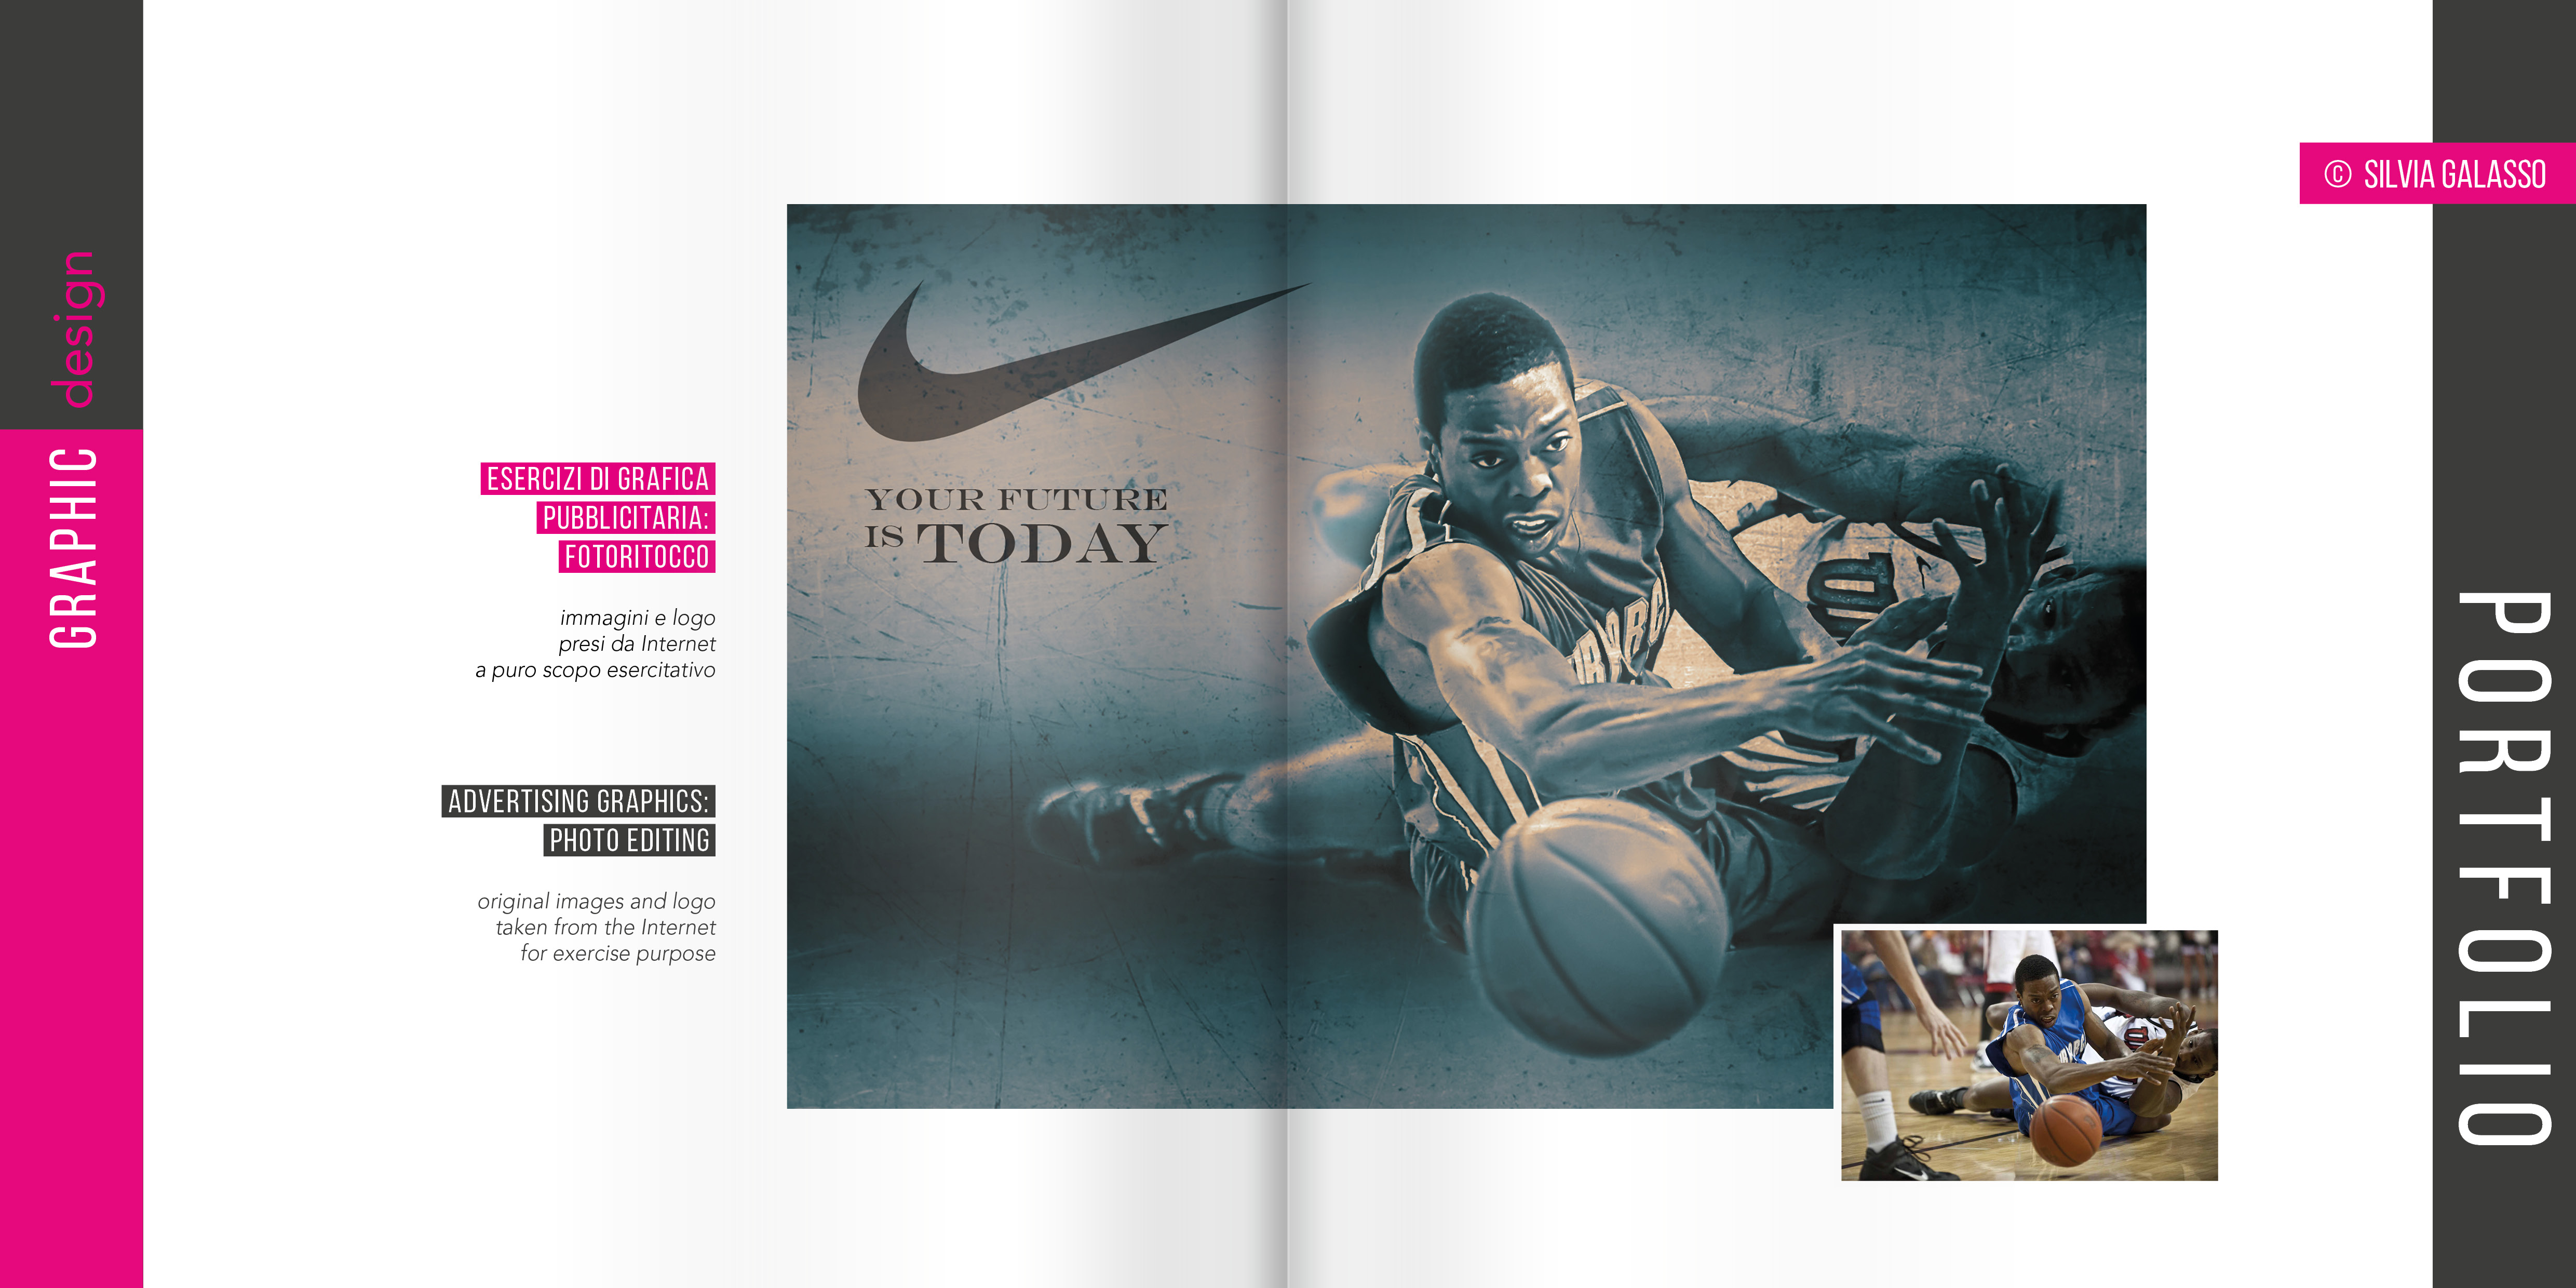 GRAPHIC design
ESERCIZI DI GRAFICA
PUBBLICITARIA:
FOTORITOCCO
immagini e logo
presi da Internet
a puro scopo esercitativo
ADVERTISING GRAPHICS:
PHOTO EDITING
original images and logo
taken from the Internet
for exercise purpose
YOUR FUTURE
IS TODAY
© SILVIA GALASSO
PORTFOLIO